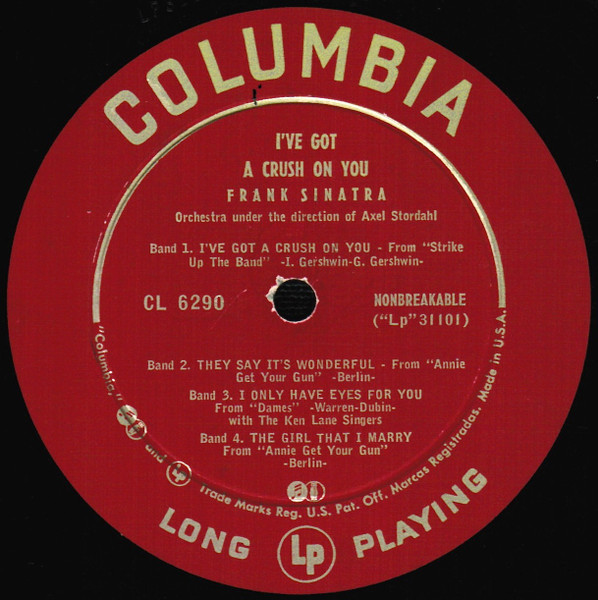 COLUMBIA
I'VE GOT
A CRUSH ON YOU
FRANK SINATRA
Orchestra under the direction of Axel Stordahl
Band 1. I'VE GOT A CRUSH ON YOU - From "Strike
Up The Band" -I. Gershwin-G. Gershwin-
CL 6290
NONBREAKABLE
("Lp"31101)
Band 2. THEY SAY IT'S WONDERFUL - From "Annie
Get Your Gun" -Berlin-
Band 3. I ONLY HAVE EYES FOR YOU
From "Dames" -Warren-Dubin-
with The Ken Lane Singers
Band 4. THE GIRL THAT I MARRY
From "Annie Get Your Gun"
-Berlin-
"Columbia," and Lp Trade Marks Reg. U.S. Pat. Off. Marcas Registradas. Made in U.S.A.
LONG Lp PLAYING